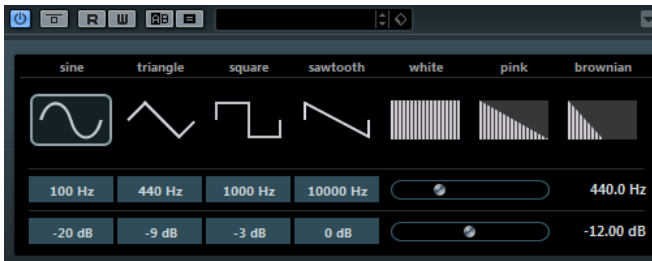 R W AB
sine triangle square sawtooth white pink brownian
100 Hz 440 Hz 1000 Hz 10000 Hz 440.0 Hz
-20 dB -9 dB -3 dB 0 dB -12.00 dB